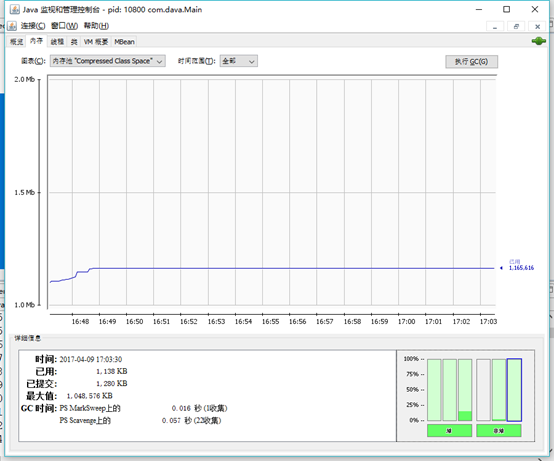 Java 监视和管理控制台 - pid: 10800 com.dava.Main
连接(C) 窗口(W) 帮助(H)
概览 内存 线程 类 VM 概要 MBean
图表(C): 内存池 "Compressed Class Space" 时间范围(T): 全部 执行 GC(G)
2.0 Mb
1.5 Mb
已用
1,165,616
1.0 Mb
16:48 16:49 16:50 16:51 16:52 16:53 16:54 16:55 16:56 16:57 16:58 16:59 17:00 17:01 17:02 17:03
详细信息
时间: 2017-04-09 17:03:30
已用: 1,138 KB
已提交: 1,280 KB
最大值: 1,048,576 KB
GC 时间: PS MarkSweep上的 0.016 秒 (1收集)
PS Scavenge上的 0.057 秒 (22收集)
100% --
75% --
50% --
25% --
0% --
堆 非堆